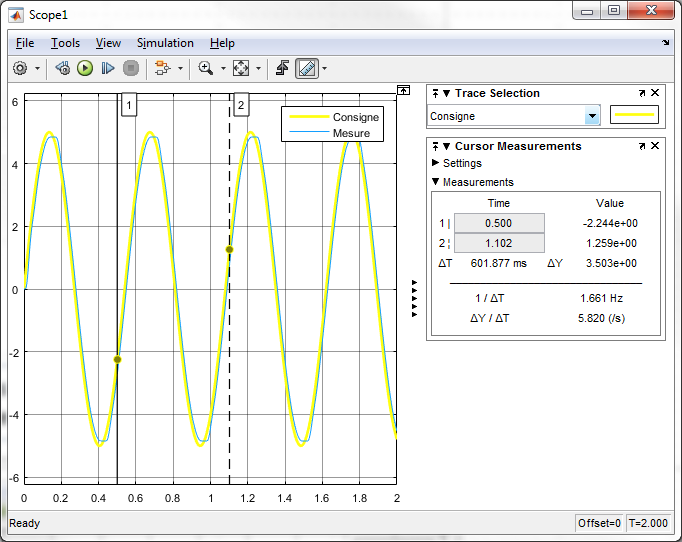 Scope1
File Tools View Simulation Help
1
2
Consigne
Mesure
6
4
2
0
-2
-4
-6
0 0.2 0.4 0.6 0.8 1 1.2 1.4 1.6 1.8 2
Trace Selection
Consigne
Cursor Measurements
Settings
Measurements
Time Value
1 0.500 -2.244e+00
2 1.102 1.259e+00
ΔT 601.877 ms ΔY 3.503e+00
1 / ΔT 1.661 Hz
ΔY / ΔT 5.820 (/s)
Ready Offset=0 T=2.000